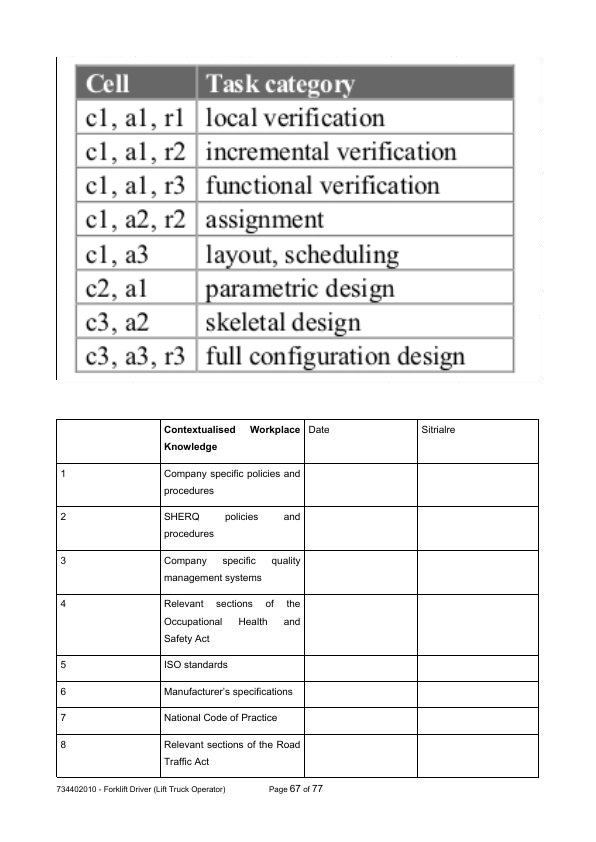 Cell Task category
c1, a1, r1 local verification
c1, a1, r2 incremental verification
c1, a1, r3 functional verification
c1, a2, r2 assignment
c1, a3 layout, scheduling
c2, a1 parametric design
c3, a2 skeletal design
c3, a3, r3 full configuration design
Contextualised Workplace Date Sitrialre
Knowledge
1 Company specific policies and
procedures
2 SHERQ policies and
procedures
3 Company specific quality
management systems
4 Relevant sections of the
Occupational Health and
Safety Act
5 ISO standards
6 Manufacturer's specifications
7 National Code of Practice
8 Relevant sections of the Road
Traffic Act
734402010 - Forklift Driver (Lift Truck Operator) Page 67 of 77